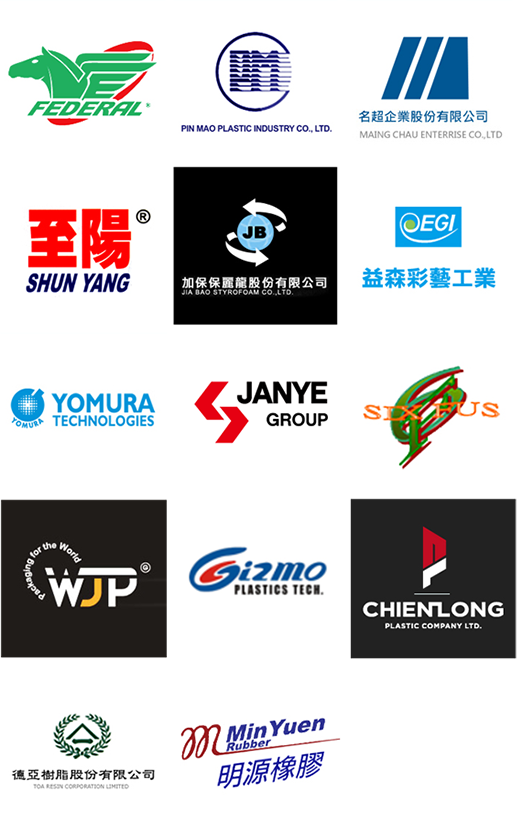 FEDERAL®
PIN MAO PLASTIC INDUSTRY CO., LTD.
名超企業股份有限公司
MAING CHAU ENTERRISE CO.,LTD
至陽®
SHUN YANG
JB
加保保麗龍股份有限公司
JIA BAO STYROFOAM CO.,LTD.
EGI
益森彩藝工業
YOMURA
YOMURA
TECHNOLOGIES
JANYE
GROUP
SIX PUS
Packaging for the World
WJP
G
Gizmo
PLASTICS TECH.
CHIENLONG
PLASTIC COMPANY LTD.
德亞樹脂股份有限公司
TOA RESIN CORPORATION LIMITED
MinYuen
Rubber
明源橡膠